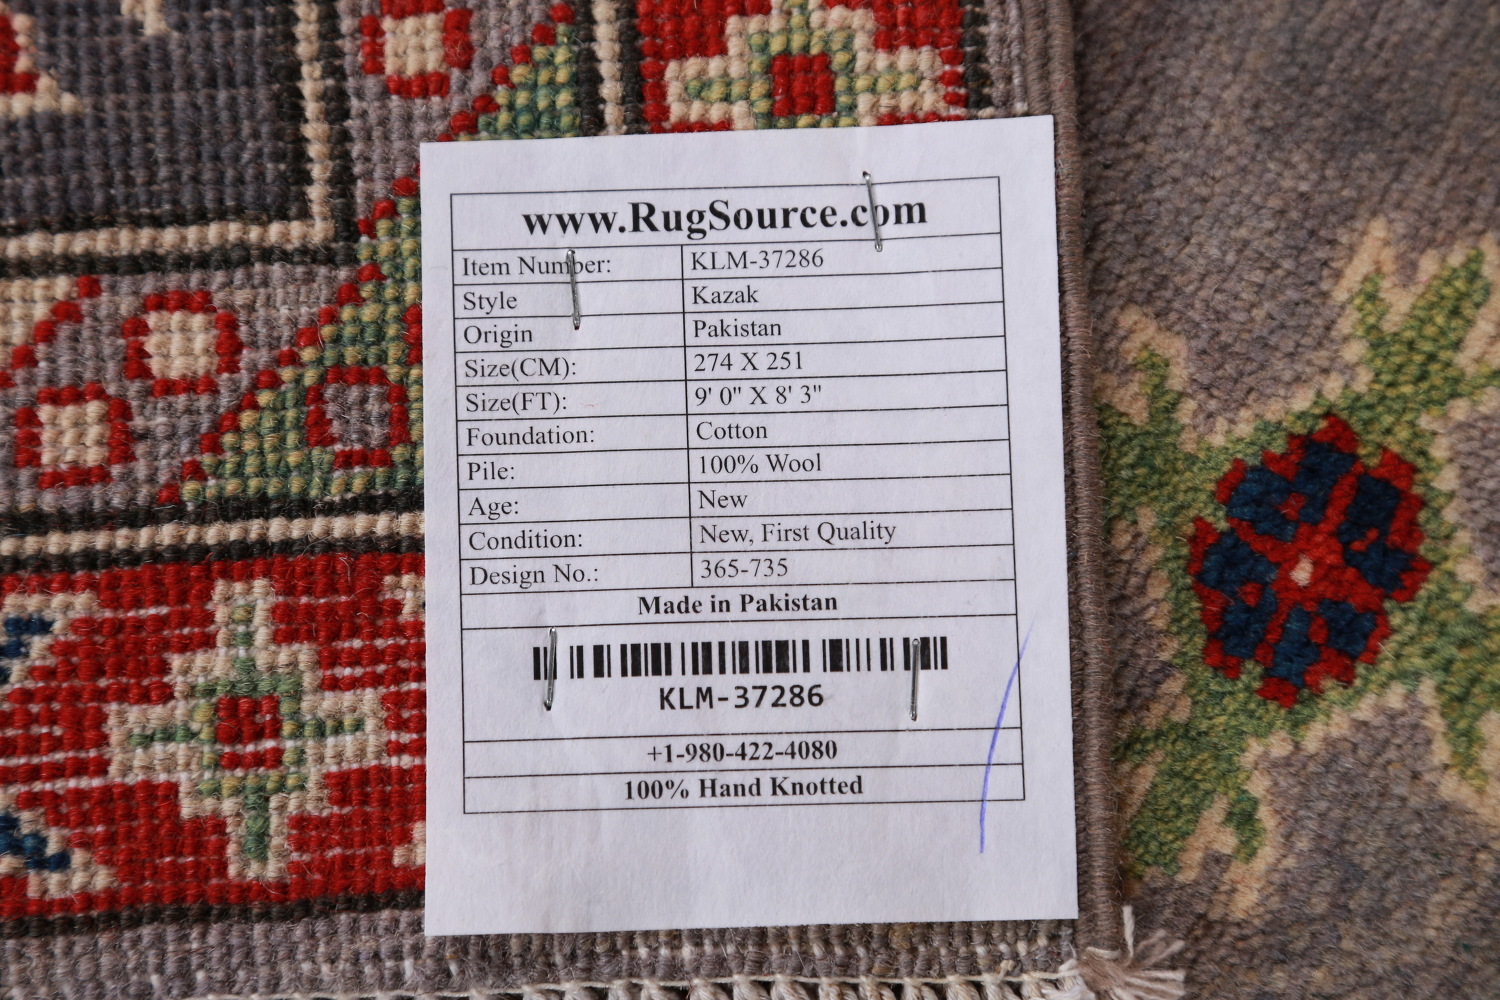 www.RugSource.com
Item Number: KLM-37286
Style Kazak
Origin Pakistan
Size(CM): 274 X 251
Size(FT): 9' 0" X 8' 3"
Foundation: Cotton
Pile: 100% Wool
Age: New
Condition: New, First Quality
Design No.: 365-735
Made in Pakistan
KLM-37286
+1-980-422-4080
100% Hand Knotted